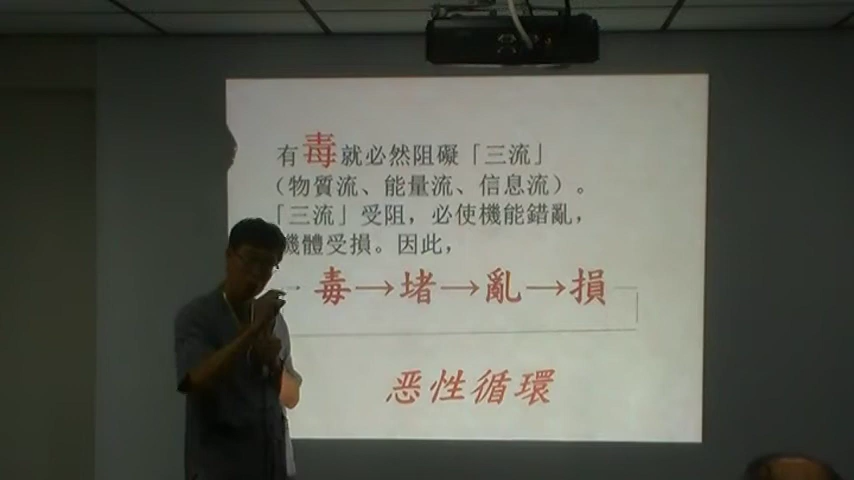 有毒就必然阻礙「三流」
（物質流、能量流、信息流）。
「三流」受阻，必使機能錯亂，
機體受損。因此，
毒→堵→亂→損
恶性循環